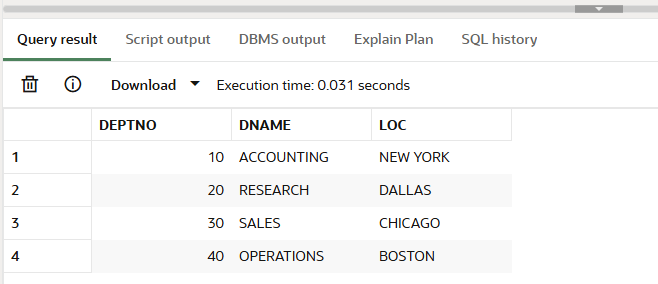 Query result Script output DBMS output Explain Plan SQL history
Download Execution time: 0.031 seconds
DEPTNO DNAME LOC
1 10 ACCOUNTING NEW YORK
2 20 RESEARCH DALLAS
3 30 SALES CHICAGO
4 40 OPERATIONS BOSTON